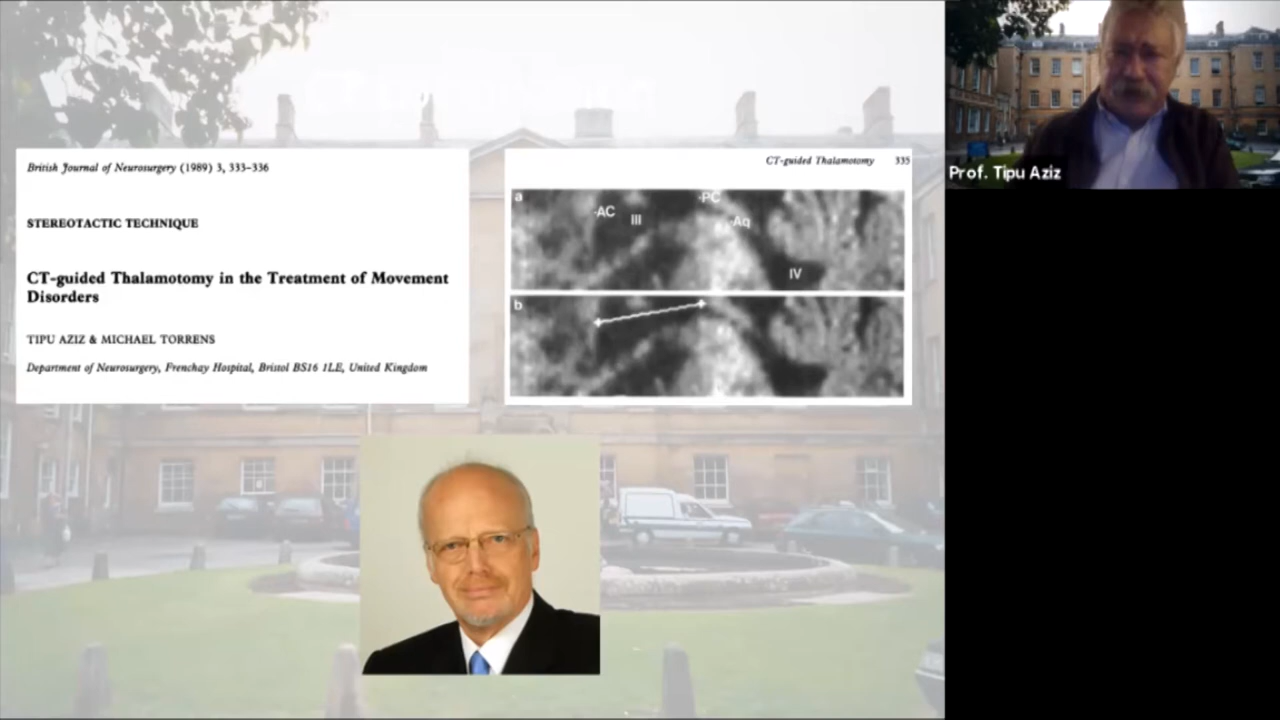 British Journal of Neurosurgery (1989) 3, 333–336
STEREOTACTIC TECHNIQUE
CT-guided Thalamotomy in the Treatment of Movement
Disorders
TIPU AZIZ & MICHAEL TORRENS
Department of Neurosurgery, Frenchay Hospital, Bristol BS16 1LE, United Kingdom
CT-guided Thalamotomy 335
a
-AC
III
-PC
-Aq
IV
b
Prof. Tipu Aziz